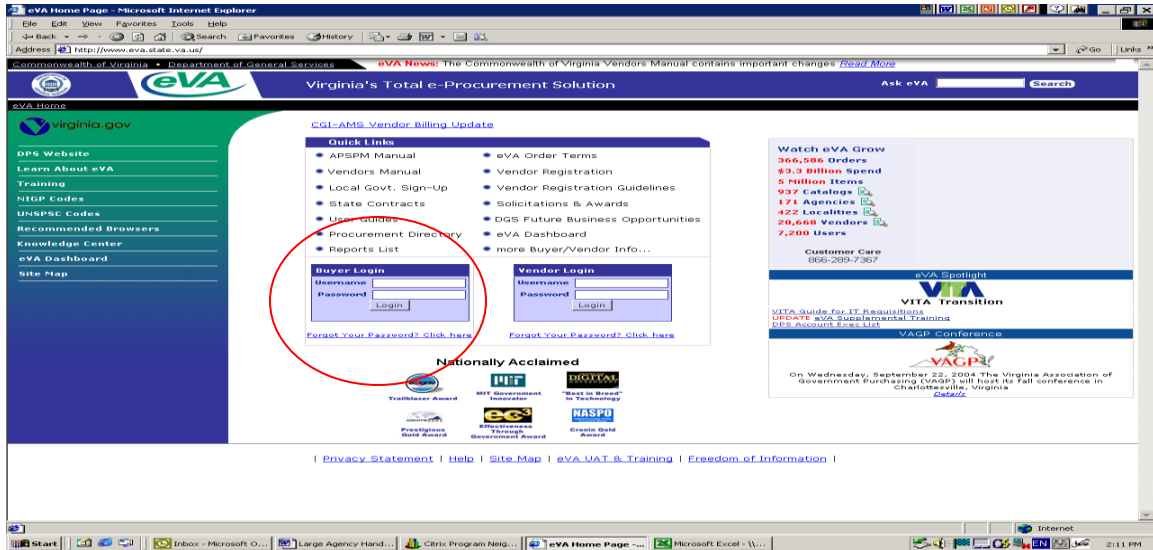 eVA Home Page - Microsoft Internet Explorer
File Edit View Favorites Tools Help
Back Search Favorites History
Address http://www.eva.state.va.us/ Go Links
Commonwealth of Virginia • Department of General Services eVA News: The Commonwealth of Virginia Vendors Manual contains important changes Read More
eVA Virginia's Total e-Procurement Solution Ask eVA Search
eVA Home
virginia.gov
DPS Website
Learn About eVA
Training
NIGP Codes
UNSPSC Codes
Recommended Browsers
Knowledge Center
eVA Dashboard
Site Map
CGI-AMS Vendor Billing Update
Quick Links
APSPM Manual eVA Order Terms
Vendors Manual Vendor Registration
Local Govt. Sign-Up Vendor Registration Guidelines
State Contracts Solicitations & Awards
User Guides DGS Future Business Opportunities
Procurement Directory eVA Dashboard
Reports List more Buyer/Vendor Info...
Buyer Login
Username
Password
Login
Forgot Your Password? Click here
Vendor Login
Username
Password
Login
Forgot Your Password? Click here
Nationally Acclaimed
Trailblazer Award
MIT Government
Innovator
DIGITAL
"Best in Breed"
in Technology
Prestigious
Gold Award
ec3
Effectiveness
Through
Government Award
NASPO
Cronin Gold
Award
Watch eVA Grow
366,586 Orders
$3.3 Billion Spend
5 Million Items
937 Catalogs
171 Agencies
422 Localities
20,668 Vendors
7,200 Users
Customer Care
866-289-7367
eVA Spotlight
VITA
VITA Transition
VITA Guide for IT Requisitions
UPDATE eVA Supplemental Training
DPS Account Exec List
VAGP Conference
VAGP
On Wednesday, September 22, 2004 The Virginia Association of
Government Purchasing (VAGP) will host its fall conference in
Charlottesville, Virginia
Details
| Privacy Statement | Help | Site Map | eVA UAT & Training | Freedom of Information |
Internet
Start Inbox - Microsoft O... Large Agency Hand... Citrix Program Neig... eVA Home Page -... Microsoft Excel - \\... EN 2:11 PM